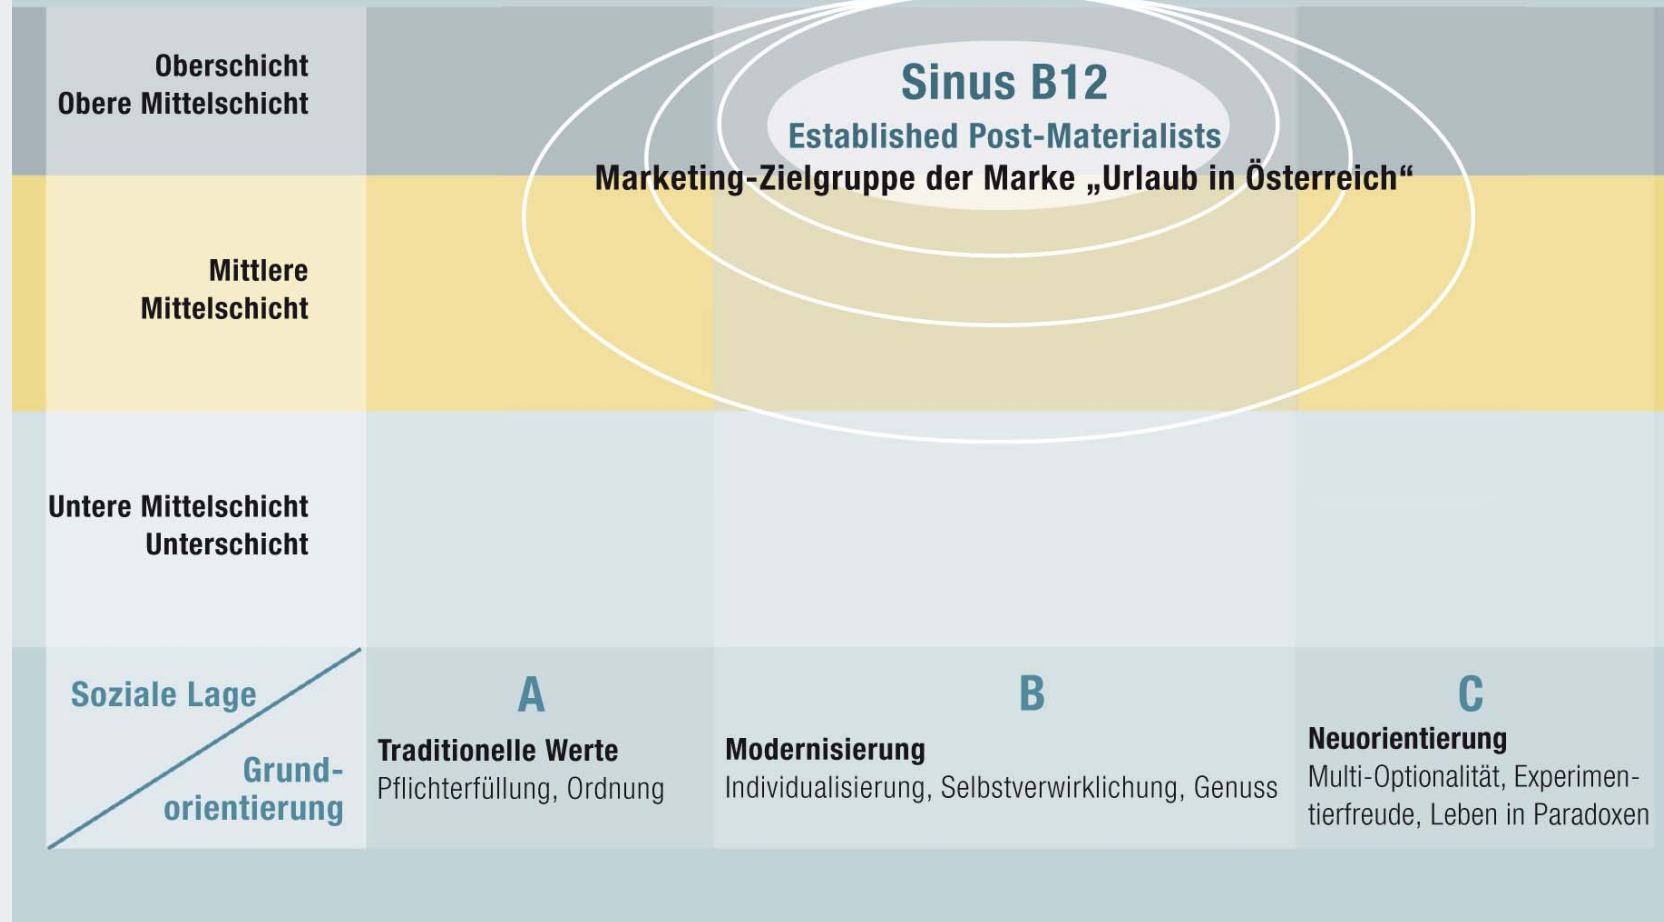 Oberschicht
Obere Mittelschicht
Sinus B12
Established Post-Materialists
Marketing-Zielgruppe der Marke „Urlaub in Österreich“
Mittlere
Mittelschicht
Untere Mittelschicht
Unterschicht
Soziale Lage
Grund-
orientierung
A
Traditionelle Werte
Pflichterfüllung, Ordnung
B
Modernisierung
Individualisierung, Selbstverwirklichung, Genuss
C
Neuorientierung
Multi-Optionalität, Experimen-
tierfreude, Leben in Paradoxen